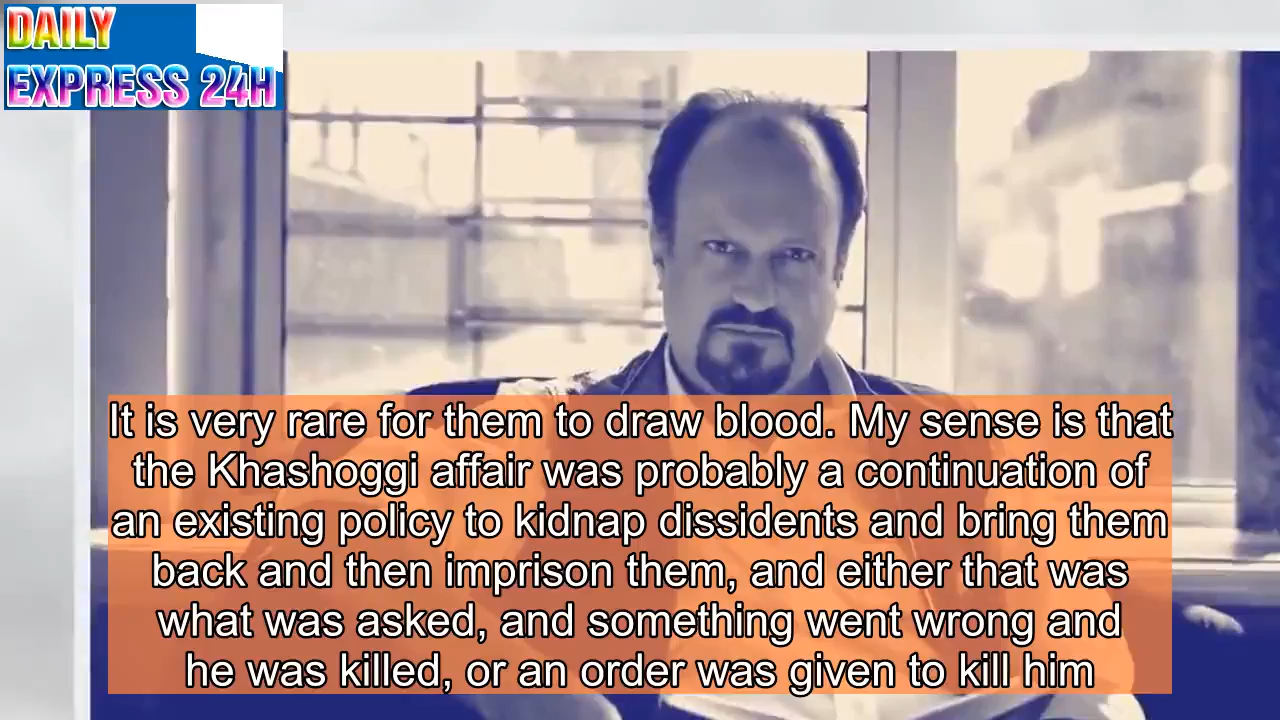 DAILY
EXPRESS 24H
It is very rare for them to draw blood. My sense is that
the Khashoggi affair was probably a continuation of
an existing policy to kidnap dissidents and bring them
back and then imprison them, and either that was
what was asked, and something went wrong and
he was killed, or an order was given to kill him